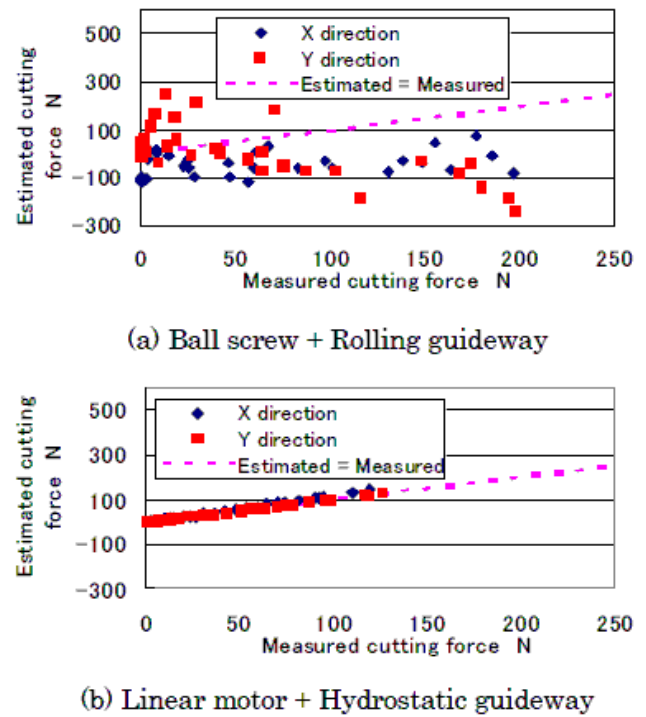 Estimated cutting
force N
500
300
100
-100
-300
X direction
Y direction
Estimated = Measured
0 50 100 150 200 250
Measured cutting force N
(a) Ball screw + Rolling guideway
Estimated cutting
force N
500
300
100
-100
-300
X direction
Y direction
Estimated = Measured
0 50 100 150 200 250
Measured cutting force N
(b) Linear motor + Hydrostatic guideway